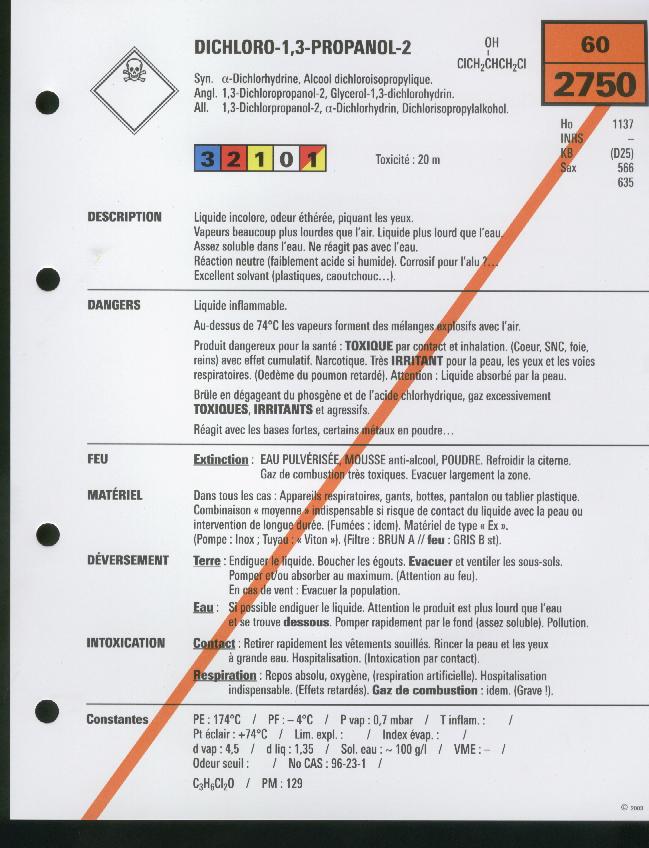 DICHLORO-1,3-PROPANOL-2
OH
ClCH₂CHCH₂Cl
60
2750
Syn. α-Dichlorhydrine, Alcool dichloroisopropylique.
Angl. 1,3-Dichloropropanol-2, Glycerol-1,3-dichlorohydrin.
All. 1,3-Dichlorpropanol-2, α-Dichlorhydrin, Dichlorisopropylalkohol.
Ho 1137
INRS –
KB (D25)
Sax 566
635
3 2 1 0 1
Toxicité : 20 m
DESCRIPTION
Liquide incolore, odeur éthérée, piquant les yeux.
Vapeurs beaucoup plus lourdes que l'air. Liquide plus lourd que l'eau.
Assez soluble dans l'eau. Ne réagit pas avec l'eau.
Réaction neutre (faiblement acide si humide). Corrosif pour l'alu ?...
Excellent solvant (plastiques, caoutchouc...).
DANGERS
Liquide inflammable.
Au-dessus de 74°C les vapeurs forment des mélanges explosifs avec l'air.
Produit dangereux pour la santé : TOXIQUE par contact et inhalation. (Coeur, SNC, foie,
reins) avec effet cumulatif. Narcotique. Très IRRITANT pour la peau, les yeux et les voies
respiratoires. (Oedème du poumon retardé). Attention : Liquide absorbé par la peau.
Brûle en dégageant du phosgène et de l'acide chlorhydrique, gaz excessivement
TOXIQUES, IRRITANTS et agressifs.
Réagit avec les bases fortes, certains métaux en poudre...
FEU
Extinction : EAU PULVÉRISÉE, MOUSSE anti-alcool, POUDRE. Refroidir la citerne.
Gaz de combustion très toxiques. Evacuer largement la zone.
MATÉRIEL
Dans tous les cas : Appareils respiratoires, gants, bottes, pantalon ou tablier plastique.
Combinaison « moyenne » indispensable si risque de contact du liquide avec la peau ou
intervention de longue durée. (Fumées : idem). Matériel de type « Ex ».
(Pompe : Inox ; Tuyau : « Viton »). (Filtre : BRUN A // feu : GRIS B st).
DÉVERSEMENT
Terre : Endiguer le liquide. Boucher les égouts. Evacuer et ventiler les sous-sols.
Pomper et/ou absorber au maximum. (Attention au feu).
En cas de vent : Evacuer la population.
Eau : Si possible endiguer le liquide. Attention le produit est plus lourd que l'eau
et se trouve dessous. Pomper rapidement par le fond (assez soluble). Pollution.
INTOXICATION
Contact : Retirer rapidement les vêtements souillés. Rincer la peau et les yeux
à grande eau. Hospitalisation. (Intoxication par contact).
Respiration : Repos absolu, oxygène, (respiration artificielle). Hospitalisation
indispensable. (Effets retardés). Gaz de combustion : idem. (Grave !).
Constantes
PE : 174°C / PF : – 4°C / P vap : 0,7 mbar / T inflam. : /
Pt éclair : +74°C / Lim. expl. : / Index évap. : /
d vap : 4,5 / d liq : 1,35 / Sol. eau : ~ 100 g/l / VME : – /
Odeur seuil : / No CAS : 96-23-1 /
C₃H₆Cl₂O / PM : 129
© 2003